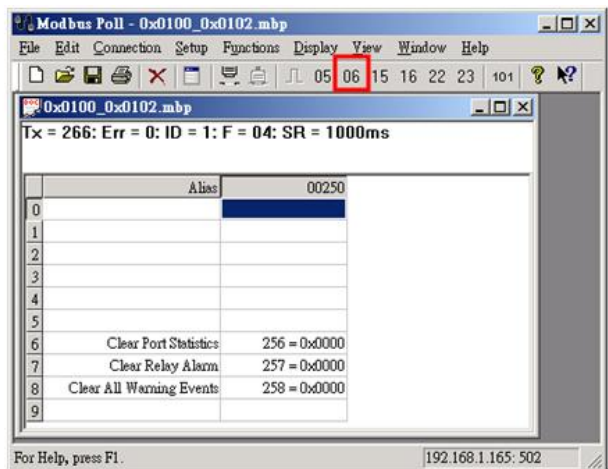 Modbus Poll - 0x0100_0x0102.mbp
File Edit Connection Setup Functions Display View Window Help
05 06 15 16 22 23 101
0x0100_0x0102.mbp
Tx = 266: Err = 0: ID = 1: F = 04: SR = 1000ms
Alias 00250
0
1
2
3
4
5
6 Clear Port Statistics 256 = 0x0000
7 Clear Relay Alarm 257 = 0x0000
8 Clear All Warning Events 258 = 0x0000
9
For Help, press F1. 192.168.1.165: 502